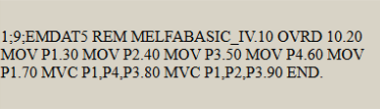 1;9;EMDAT5 REM MELFABASIC_IV.10 OVRD 10.20
MOV P1.30 MOV P2.40 MOV P3.50 MOV P4.60 MOV
P1.70 MVC P1,P4,P3.80 MVC P1,P2,P3.90 END.